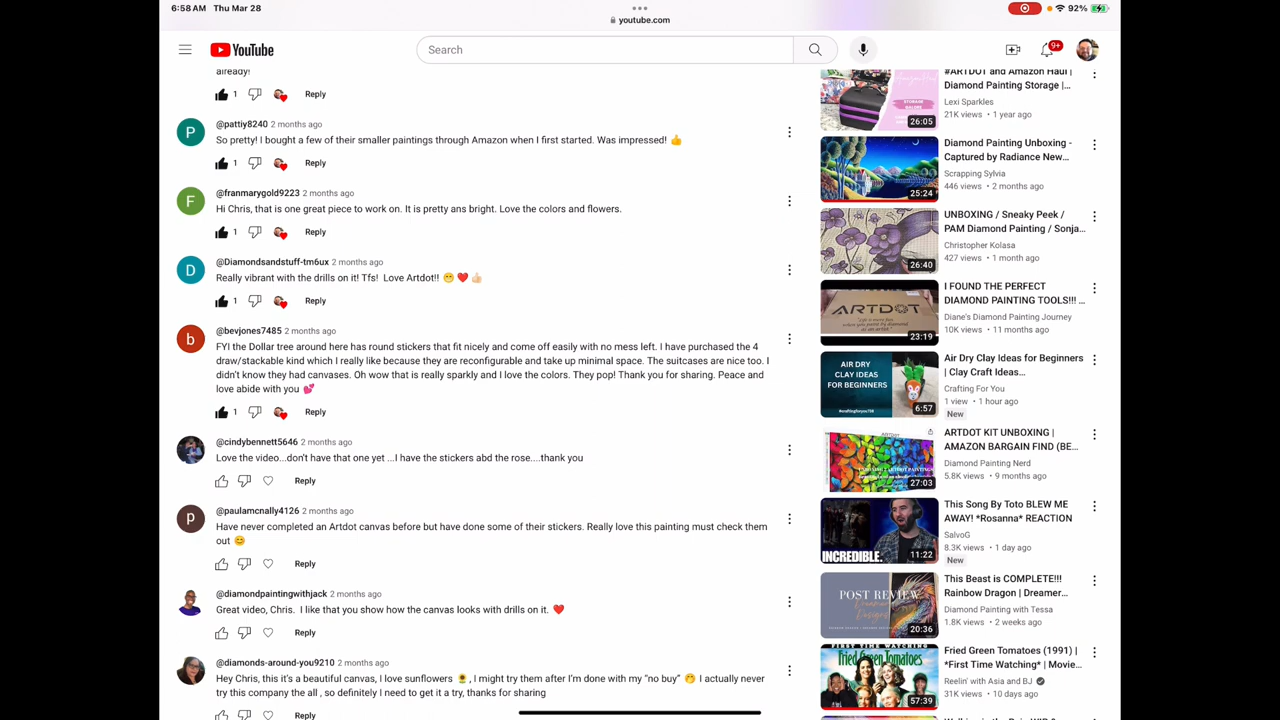 6:58 AM Thu Mar 28
92%
youtube.com
YouTube
Search
9+
already!
1 Reply
P
@pattiy8240 2 months ago
So pretty! I bought a few of their smaller paintings through Amazon when I first started. Was impressed! 👍
1 Reply
F
@franmarygold9223 2 months ago
Hi Chris, that is one great piece to work on. It is pretty ans bright. Love the colors and flowers.
1 Reply
D
@Diamondsandstuff-tm6ux 2 months ago
Really vibrant with the drills on it! Tfs! Love Artdot!! 😁❤️👍🏻
1 Reply
b
@bevjones7485 2 months ago
FYI the Dollar tree around here has round stickers that fit nicely and come off easily with no mess left. I have purchased the 4
draw/stackable kind which I really like because they are reconfigurable and take up minimal space. The suitcases are nice too. I
didn't know they had canvases. Oh wow that is really sparkly and I love the colors. They pop! Thank you for sharing. Peace and
love abide with you 💕
1 Reply
@cindybennett5646 2 months ago
Love the video...don't have that one yet ...I have the stickers abd the rose....thank you
Reply
p
@paulamcnally4126 2 months ago
Have never completed an Artdot canvas before but have done some of their stickers. Really love this painting must check them
out 😊
Reply
@diamondpaintingwithjack 2 months ago
Great video, Chris. I like that you show how the canvas looks with drills on it. ❤️
Reply
@diamonds-around-you9210 2 months ago
Hey Chris, this it's a beautiful canvas, I love sunflowers 🌻, I might try them after I'm done with my "no buy" 🤭 I actually never
try this company the all , so definitely I need to get it a try, thanks for sharing
Reply
#ARTDOT and Amazon Haul |
Diamond Painting Storage |...
Lexi Sparkles
21K views • 1 year ago
STORAGE
26:05
Diamond Painting Unboxing -
Captured by Radiance New...
Scrapping Sylvia
446 views • 2 months ago
25:24
UNBOXING / Sneaky Peek /
PAM Diamond Painting / Sonja...
Christopher Kolasa
427 views • 1 month ago
26:40
I FOUND THE PERFECT
DIAMOND PAINTING TOOLS!!! ...
Diane's Diamond Painting Journey
10K views • 11 months ago
ARTDOT
23:19
Air Dry Clay Ideas for Beginners
| Clay Craft Ideas...
Crafting For You
1 view • 1 hour ago
New
AIR DRY
CLAY IDEAS
FOR BEGINNERS
6:57
ARTDOT KIT UNBOXING |
AMAZON BARGAIN FIND (BE...
Diamond Painting Nerd
5.8K views • 9 months ago
27:03
This Song By Toto BLEW ME
AWAY! *Rosanna* REACTION
SalvoG
8.3K views • 1 day ago
New
INCREDIBLE.
11:22
This Beast is COMPLETE!!!
Rainbow Dragon | Dreamer...
Diamond Painting with Tessa
1.8K views • 2 weeks ago
POST REVIEW
20:36
Fried Green Tomatoes (1991) |
*First Time Watching* | Movie...
Reelin' with Asia and BJ
31K views • 10 days ago
FIRST TIME WATCHING
Fried Green Tomatoes
57:39